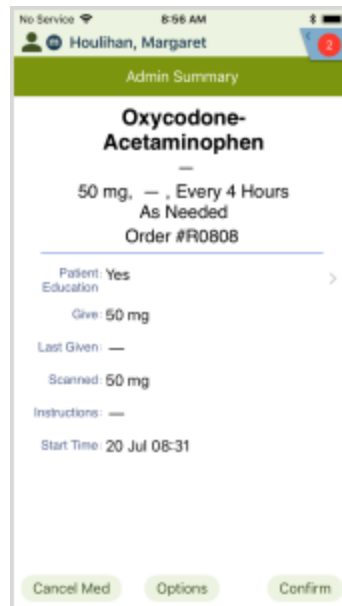 No Service 8:56 AM
Houlihan, Margaret 2
Admin Summary
Oxycodone-
Acetaminophen
—
50 mg, — , Every 4 Hours
As Needed
Order #R0808
Patient Education: Yes
Give: 50 mg
Last Given: —
Scanned: 50 mg
Instructions: —
Start Time: 20 Jul 08:31
Cancel Med Options Confirm